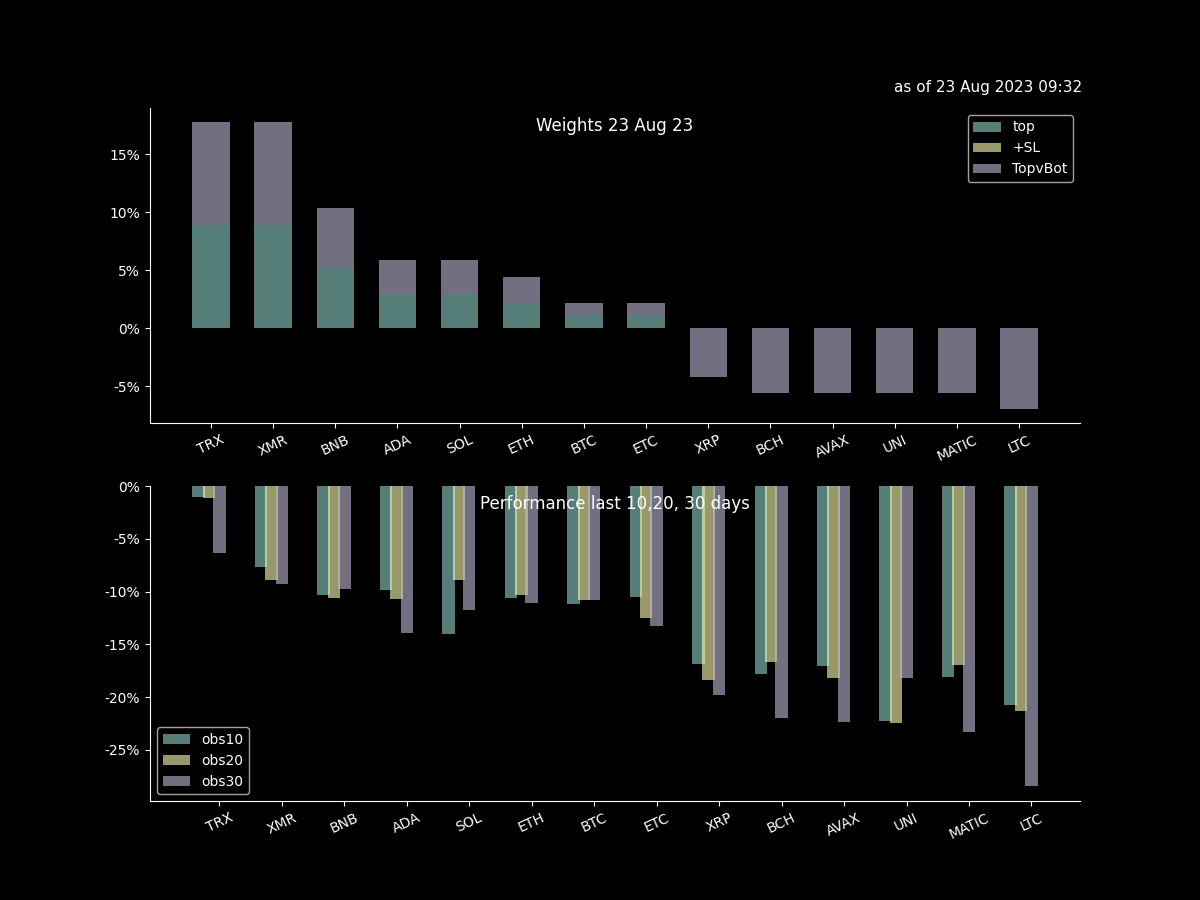 as of 23 Aug 2023 09:32
Weights 23 Aug 23
top
+SL
TopvBot
15%
10%
5%
0%
-5%
TRX XMR BNB ADA SOL ETH BTC ETC XRP BCH AVAX UNI MATIC LTC
Performance last 10,20, 30 days
0%
-5%
-10%
-15%
-20%
-25%
obs10
obs20
obs30
TRX XMR BNB ADA SOL ETH BTC ETC XRP BCH AVAX UNI MATIC LTC